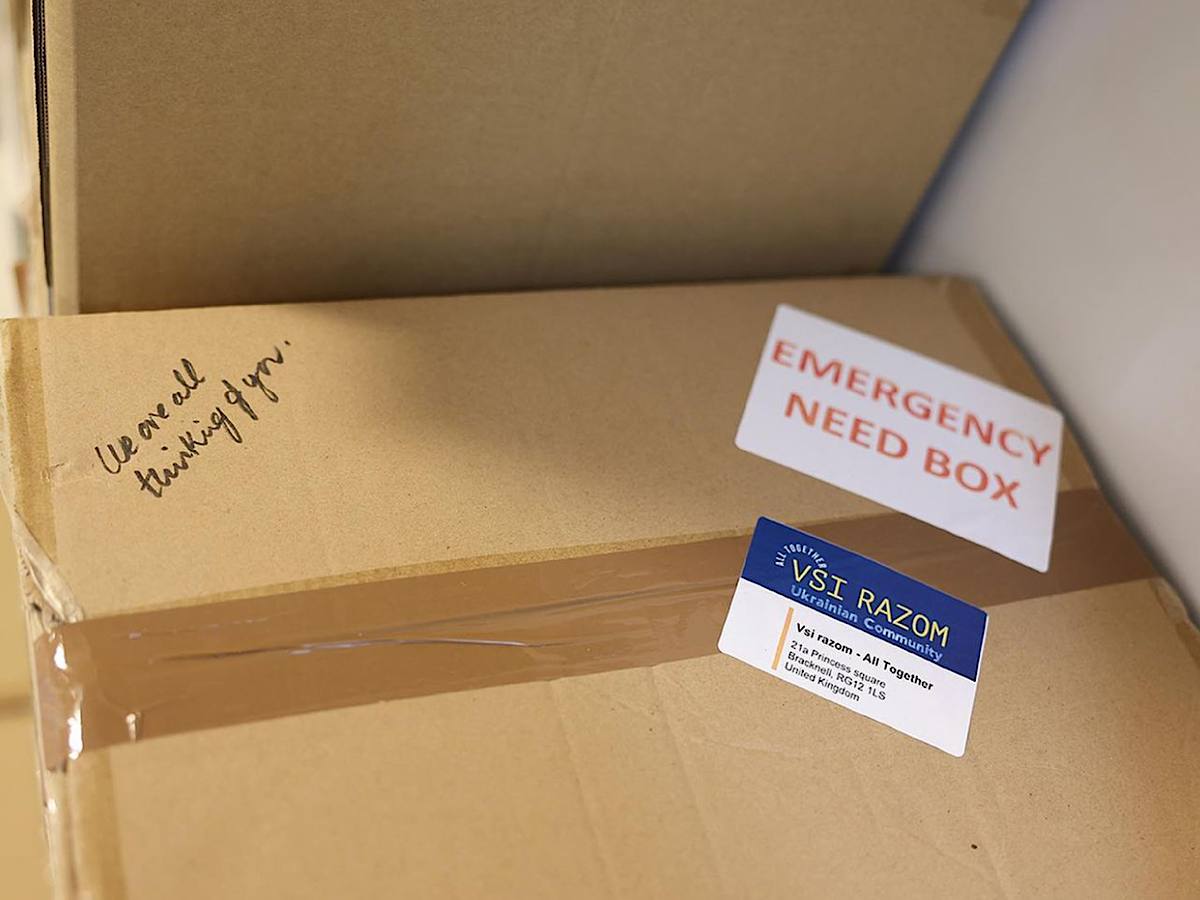 We are all
thinking of you.
EMERGENCY
NEED BOX
ALL TOGETHER
VSI RAZOM
Ukrainian Community
Vsi razom - All Together
21a Princess square
Bracknell, RG12 1LS
United Kingdom